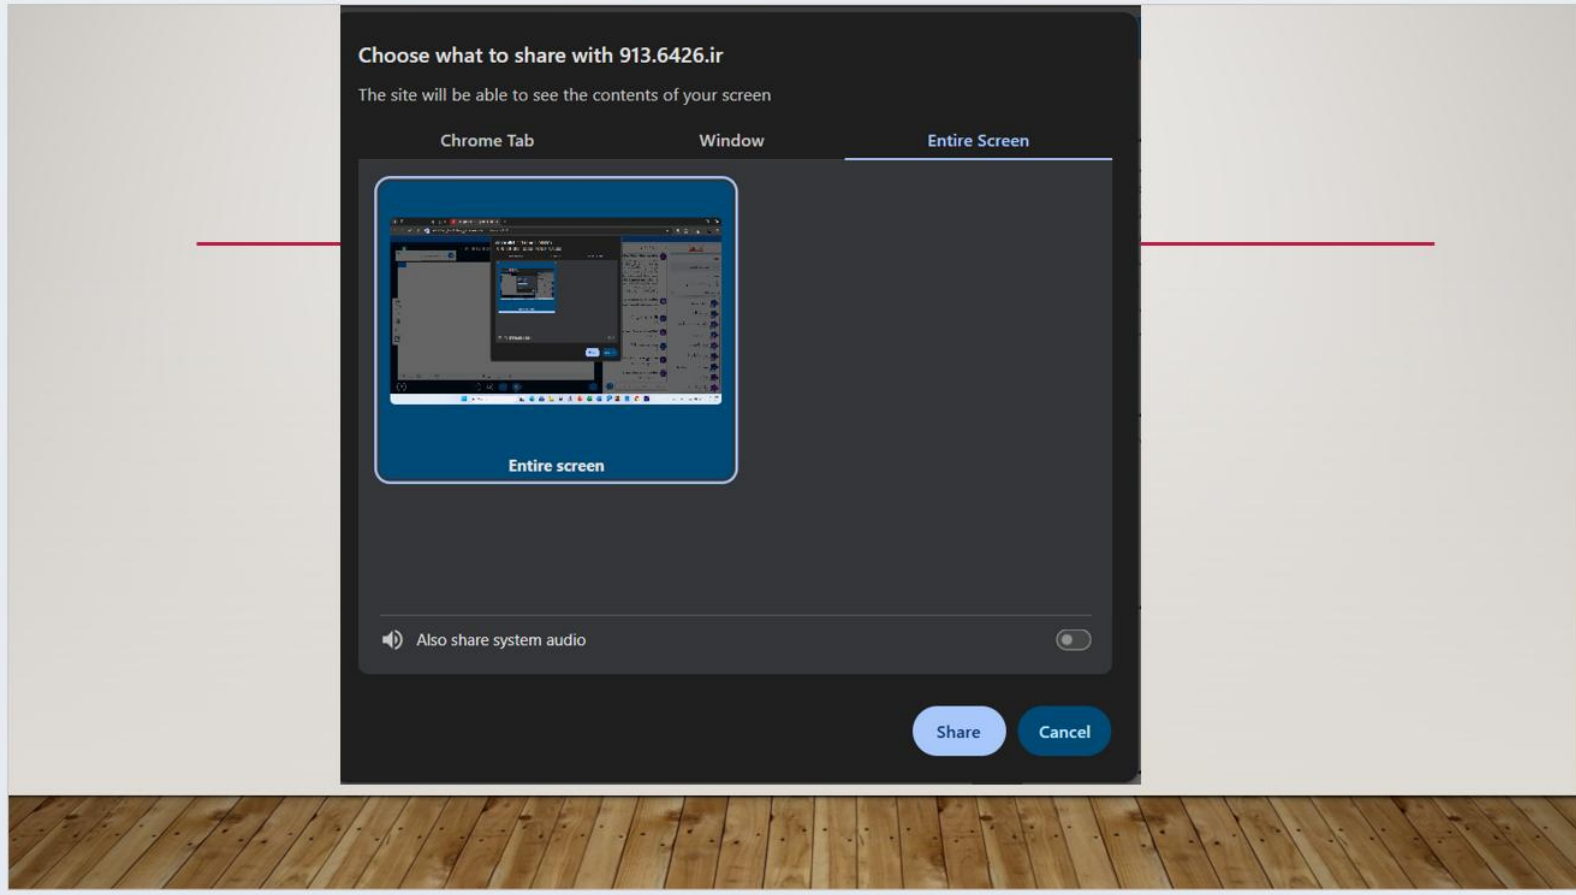 Choose what to share with 913.6426.ir
The site will be able to see the contents of your screen
Chrome Tab Window Entire Screen
Entire screen
Also share system audio
Share Cancel